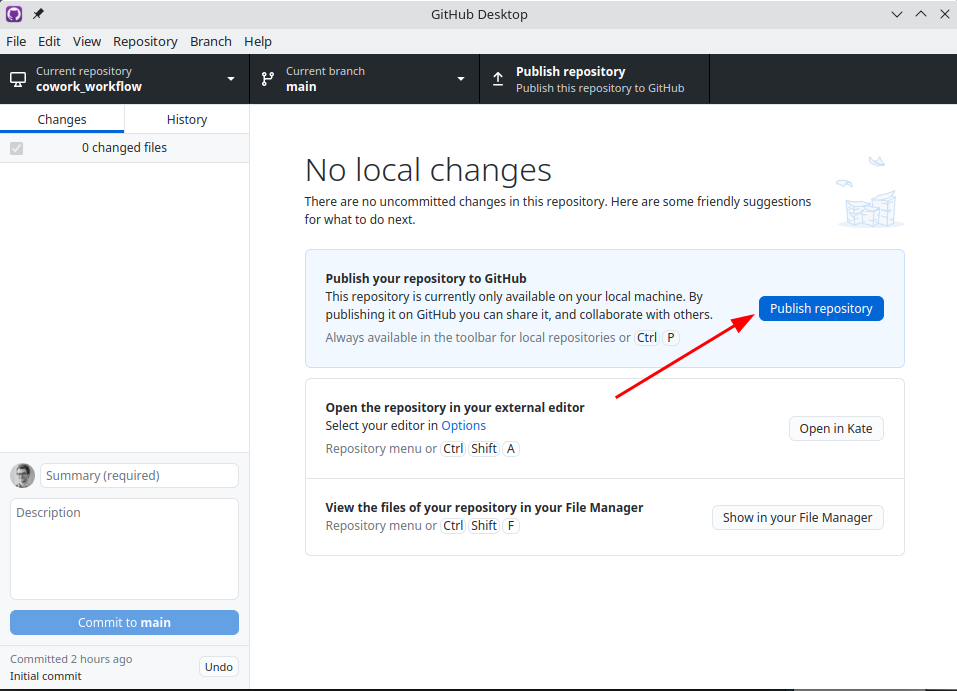 GitHub Desktop
File Edit View Repository Branch Help
Current repository
cowork_workflow
Current branch
main
Publish repository
Publish this repository to GitHub
Changes History
0 changed files
No local changes
There are no uncommitted changes in this repository. Here are some friendly suggestions
for what to do next.
Publish your repository to GitHub
This repository is currently only available on your local machine. By
publishing it on GitHub you can share it, and collaborate with others.
Always available in the toolbar for local repositories or Ctrl P
Publish repository
Open the repository in your external editor
Select your editor in Options
Repository menu or Ctrl Shift A
Open in Kate
View the files of your repository in your File Manager
Repository menu or Ctrl Shift F
Show in your File Manager
Summary (required)
Description
Commit to main
Committed 2 hours ago
Initial commit
Undo